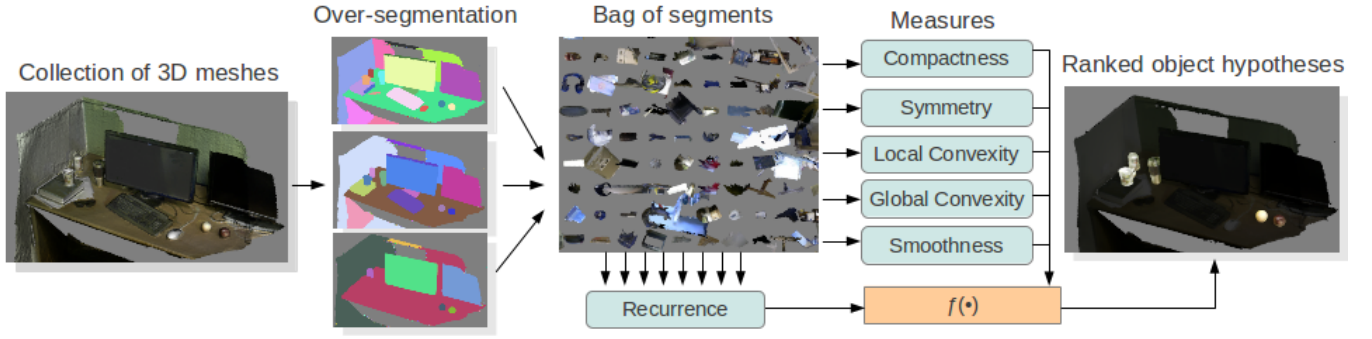 Collection of 3D meshes
Over-segmentation
Bag of segments
Measures
Compactness
Symmetry
Local Convexity
Global Convexity
Smoothness
Recurrence
f(•)
Ranked object hypotheses